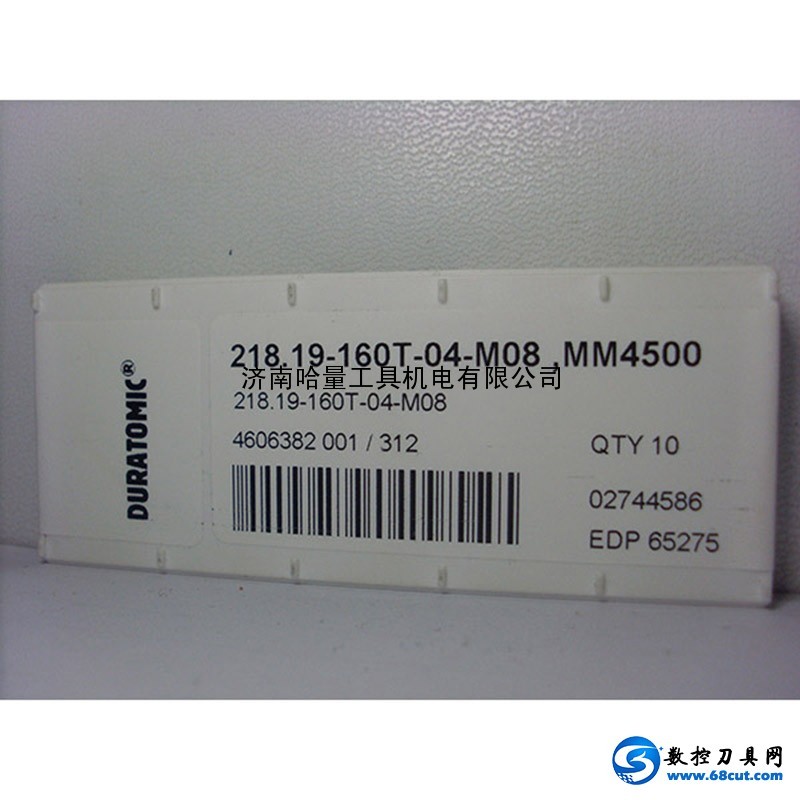 DURATOMIC®
218.19-160T-04-M08 ,MM4500
济南哈量工具机电有限公司
218.19-160T-04-M08
4606382 001 / 312
QTY 10
02744586
EDP 65275
数控刀具网
www.68cut.com